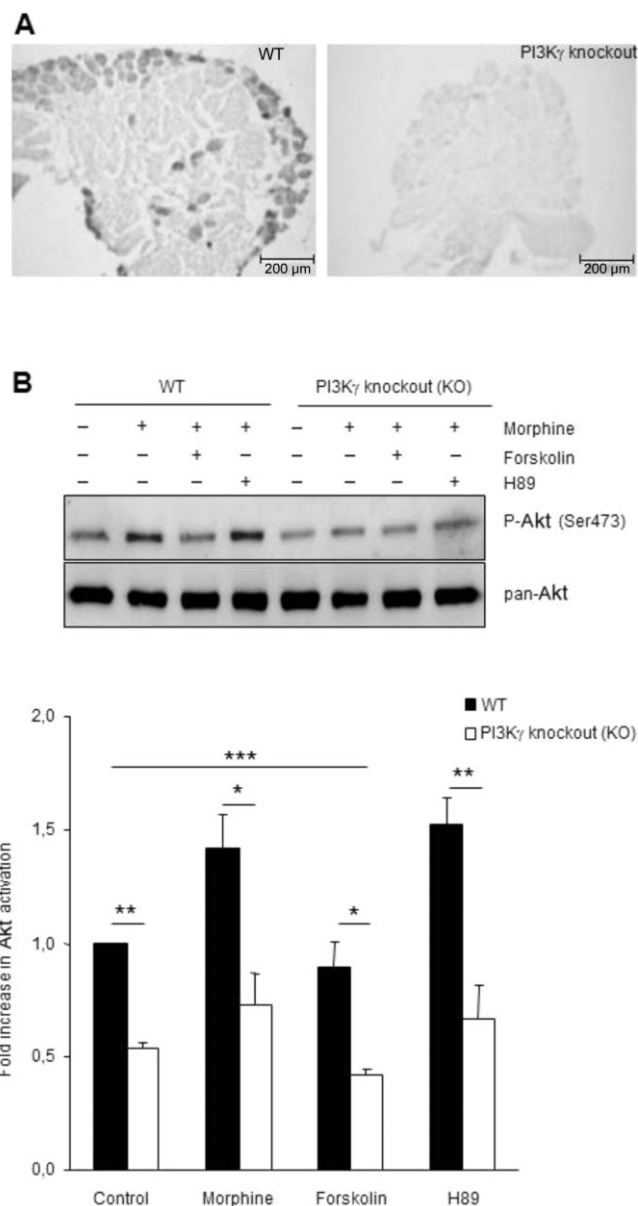 A
WT
PI3Kγ knockout
200 µm
200 µm
B
WT
PI3Kγ knockout (KO)
– + + + – + + + Morphine
– – + – – – + – Forskolin
– – – + – – – + H89
P-Akt (Ser473)
pan-Akt
WT
PI3Kγ knockout (KO)
Fold increase in Akt activation
2,0
1,5
1,0
0,5
0,0
***
*
**
**
*
Control Morphine Forskolin H89